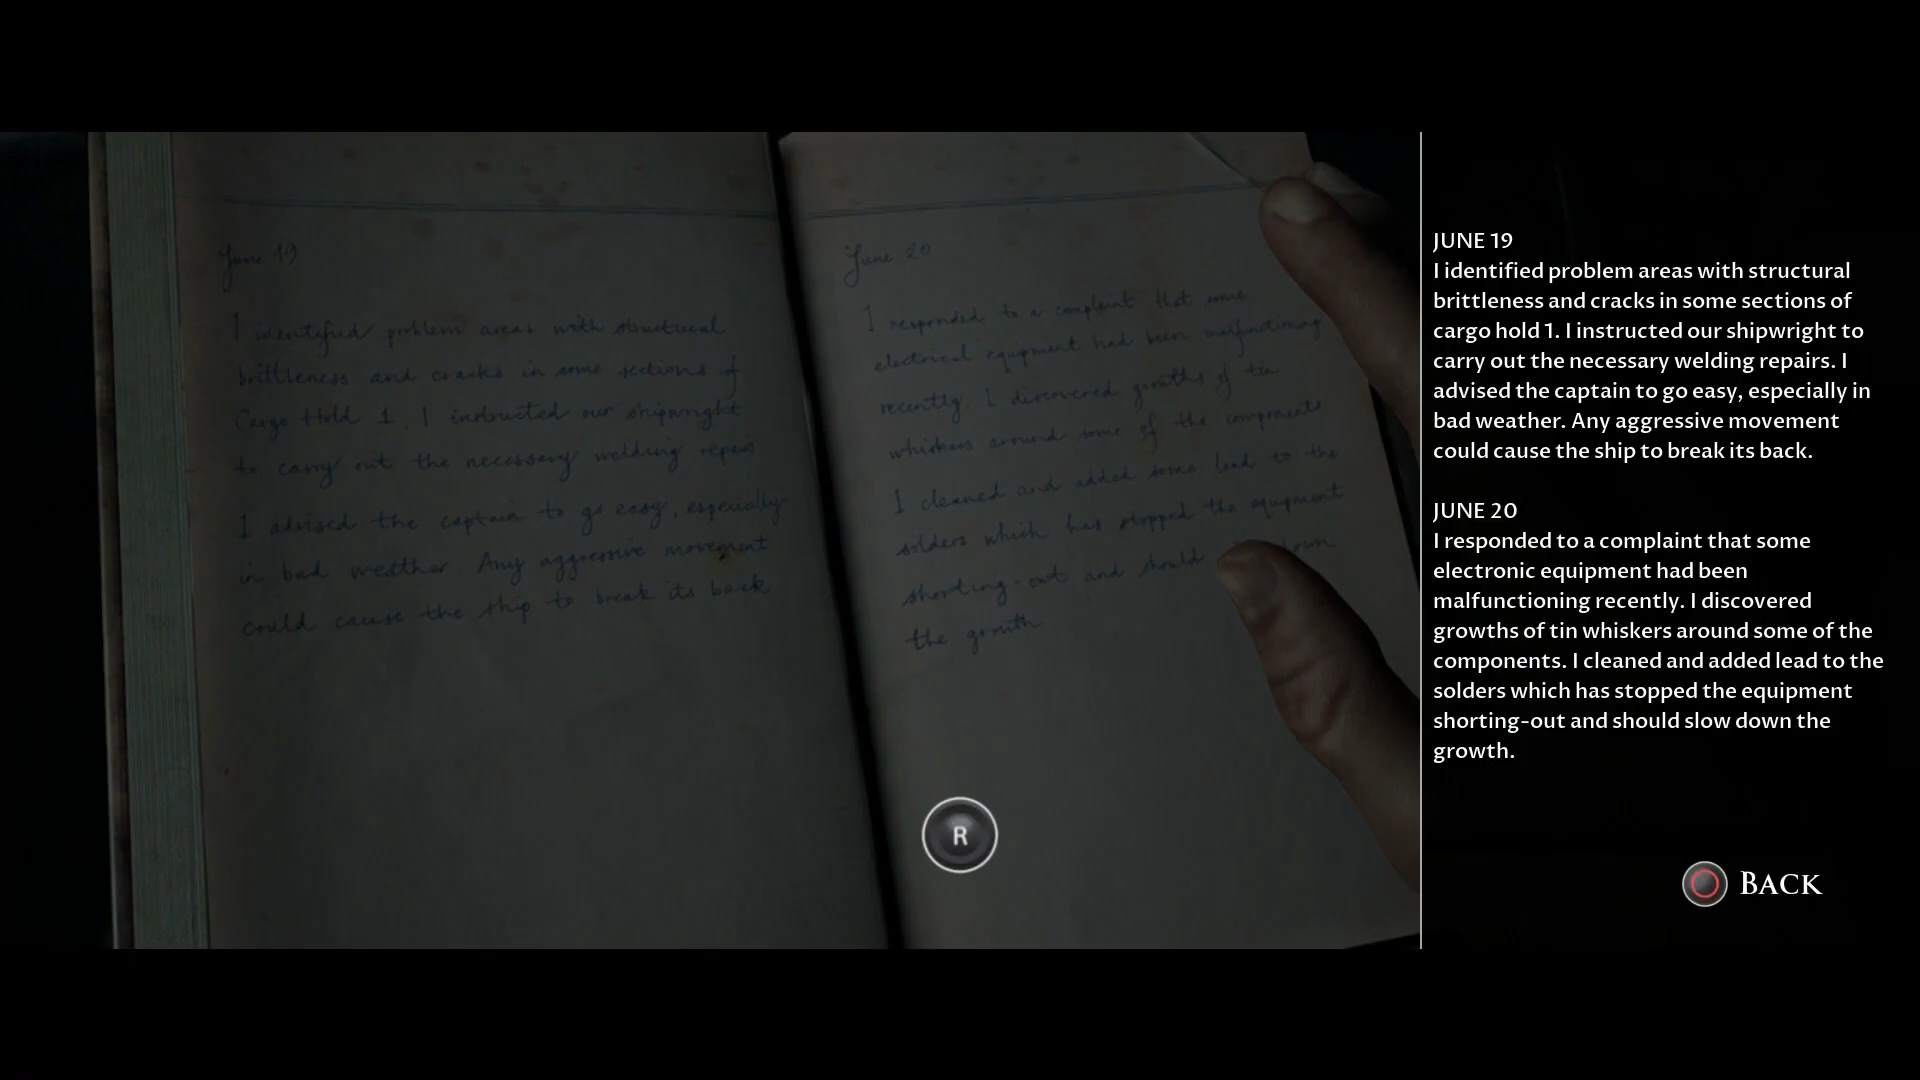 June 19
I identified problem areas with structural
brittleness and cracks in some sections of
Cargo Hold 1. I instructed our shipwright
to carry out the necessary welding repairs
I advised the captain to go easy, especially
in bad weather. Any aggressive movement
could cause the ship to break its back
June 20
I responded to a complaint that some
electrical equipment had been malfunctioning
recently. I discovered growths of tin
whiskers around some of the components
I cleaned and added some lead to the
solders which has stopped the equipment
shorting-out and should down
the growth
R
JUNE 19
I identified problem areas with structural
brittleness and cracks in some sections of
cargo hold 1. I instructed our shipwright to
carry out the necessary welding repairs. I
advised the captain to go easy, especially in
bad weather. Any aggressive movement
could cause the ship to break its back.
JUNE 20
I responded to a complaint that some
electronic equipment had been
malfunctioning recently. I discovered
growths of tin whiskers around some of the
components. I cleaned and added lead to the
solders which has stopped the equipment
shorting-out and should slow down the
growth.
BACK